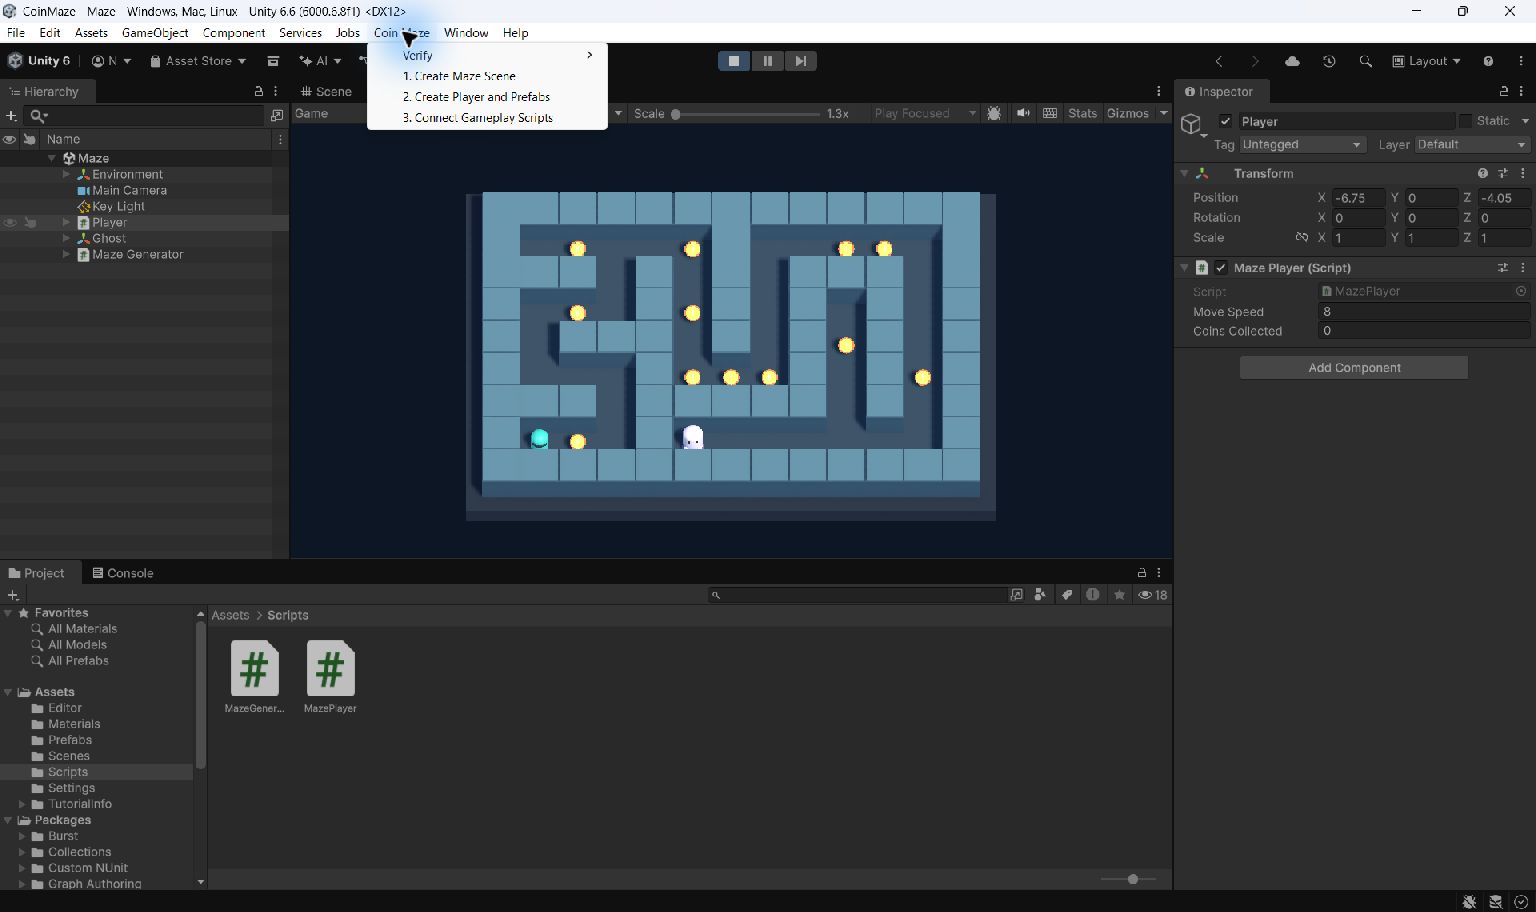 CoinMaze - Maze - Windows, Mac, Linux - Unity 6.6 (6000.6.8f1) <DX12>
File Edit Assets GameObject Component Services Jobs Window Help
Unity 6 N Asset Store AI Layout
Verify
1. Create Maze Scene
2. Create Player and Prefabs
3. Connect Gameplay Scripts
Hierarchy
Scene
Game Scale 1.3x Play Focused Stats Gizmos
Name
Maze
Environment
Main Camera
Key Light
Player
Ghost
Maze Generator
Inspector
Player Static
Tag Untagged Layer Default
Transform
Position X -6.75 Y 0 Z -4.05
Rotation X 0 Y 0 Z 0
Scale X 1 Y 1 Z 1
Maze Player (Script)
Script MazePlayer
Move Speed 8
Coins Collected 0
Add Component
Project Console
18
Favorites
All Materials
All Models
All Prefabs
Assets
Editor
Materials
Prefabs
Scenes
Scripts
Settings
TutorialInfo
Packages
Burst
Collections
Custom NUnit
Graph Authoring
Assets > Scripts
MazeGener... MazePlayer